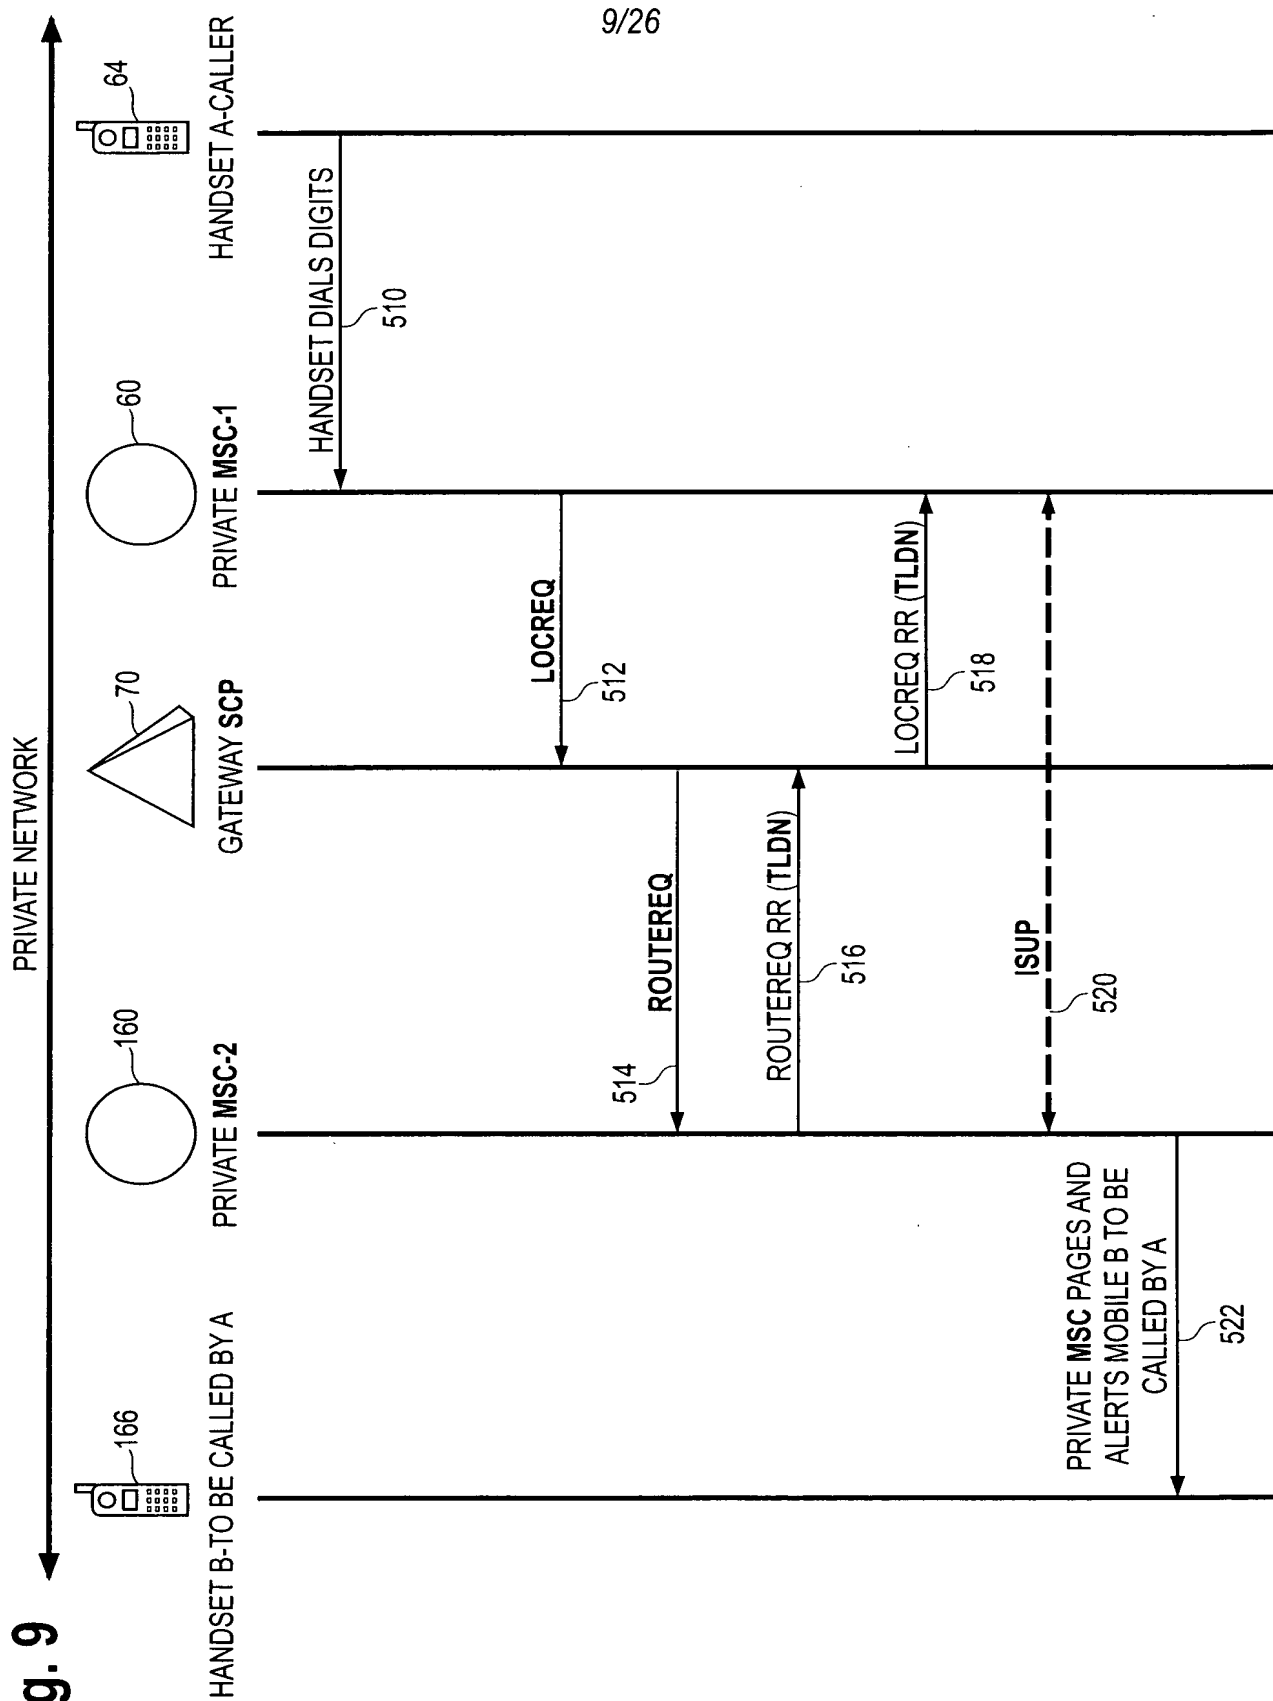 9/26
g. 9
PRIVATE NETWORK
166
160
70
60
64
HANDSET B-TO BE CALLED BY A
PRIVATE MSC-2
GATEWAY SCP
PRIVATE MSC-1
HANDSET A-CALLER
HANDSET DIALS DIGITS
510
LOCREQ
512
ROUTEREQ
514
ROUTEREQ RR (TLDN)
516
LOCREQ RR (TLDN)
518
ISUP
520
PRIVATE MSC PAGES AND
ALERTS MOBILE B TO BE
CALLED BY A
522